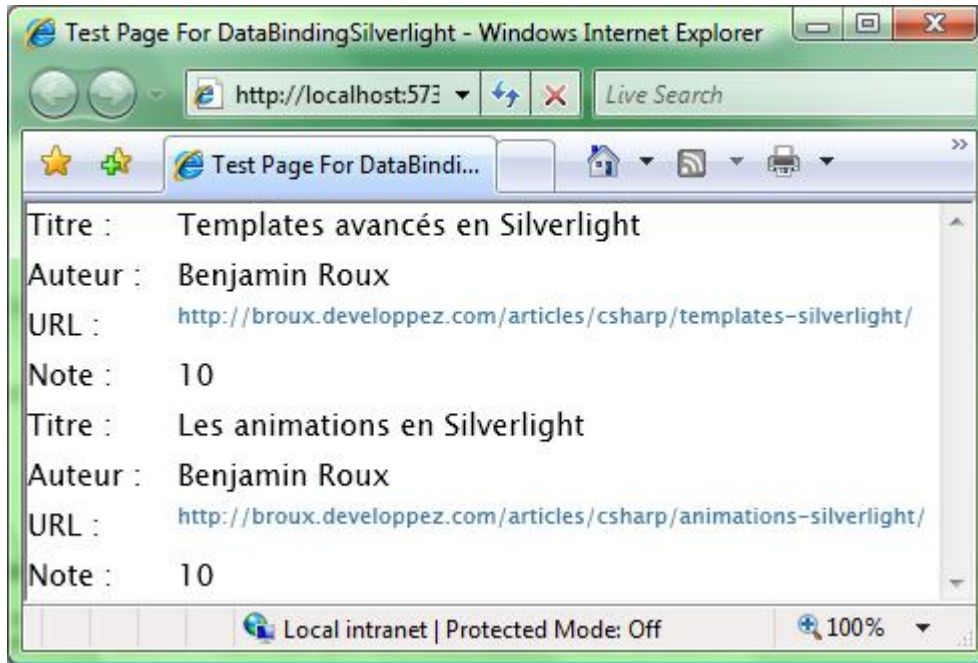 Test Page For DataBindingSilverlight - Windows Internet Explorer
http://localhost:573
Live Search
Test Page For DataBindi...
Titre : Templates avancés en Silverlight
Auteur : Benjamin Roux
URL : http://broux.developpez.com/articles/csharp/templates-silverlight/
Note : 10
Titre : Les animations en Silverlight
Auteur : Benjamin Roux
URL : http://broux.developpez.com/articles/csharp/animations-silverlight/
Note : 10
Local intranet | Protected Mode: Off 100%